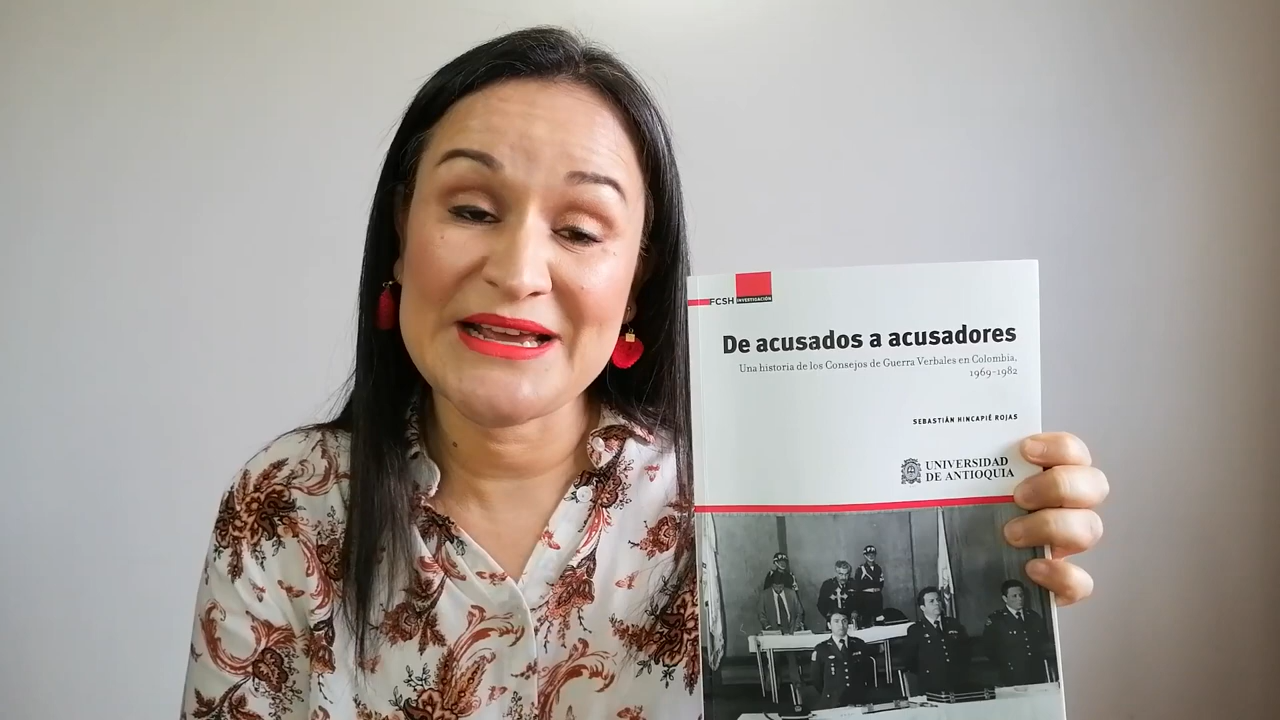 FCSH INVESTIGACIÓN
De acusados a acusadores
Una historia de los Consejos de Guerra Verbales en Colombia,
1969-1982
SEBASTIÁN HINCAPIÉ ROJAS
UNIVERSIDAD
DE ANTIOQUIA